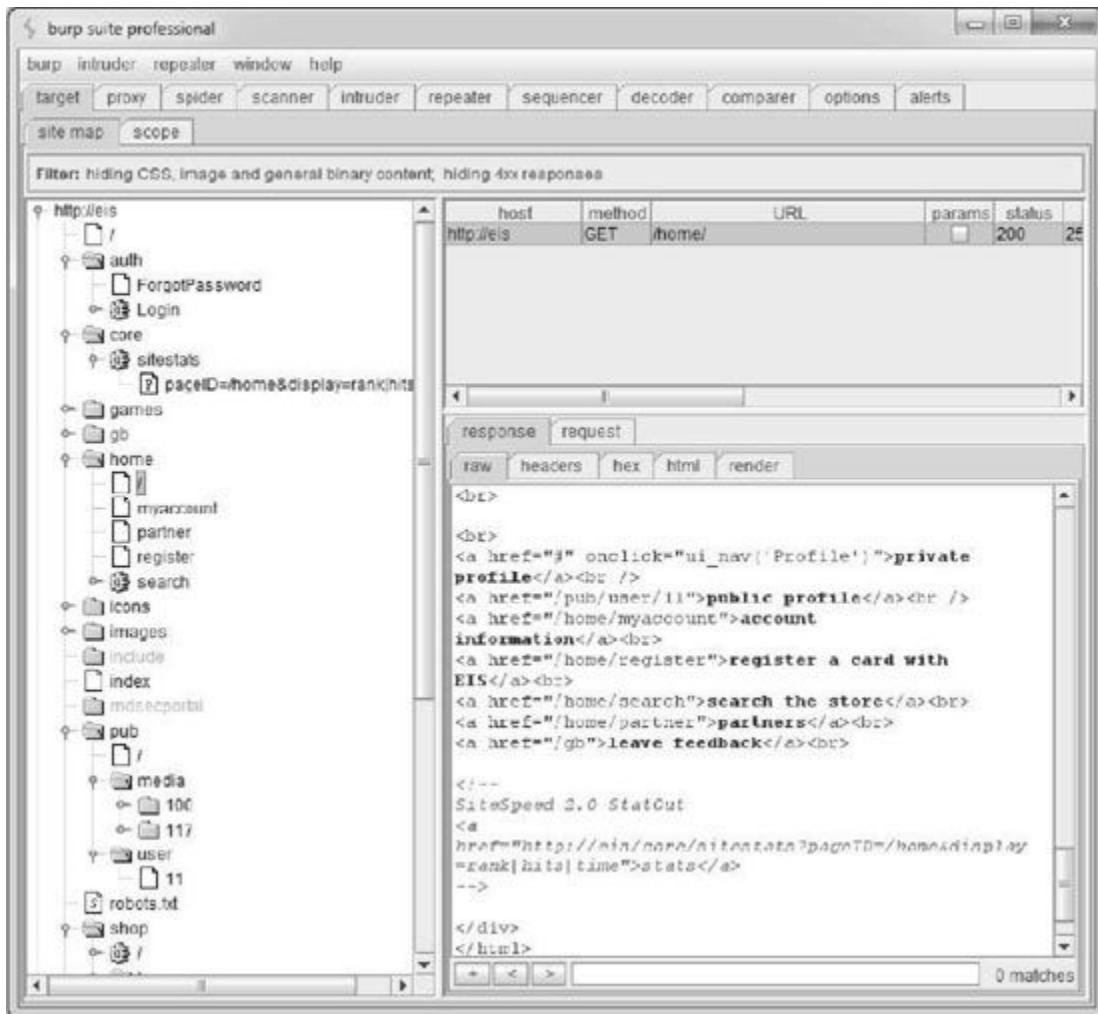 burp suite professional
burp intruder repeater window help
target proxy spider scanner intruder repeater sequencer decoder comparer options alerts
site map scope
Filter: hiding CSS, image and general binary content; hiding 4xx responses
http://eis
/
auth
ForgotPassword
Login
core
sitestats
pageID=/home&display=rank|hits
games
gb
home
/
myaccount
partner
register
search
icons
images
include
index
mdsecportal
pub
/
media
100
117
user
11
robots.txt
shop
/
host method URL params status
http://eis GET /home/ 200 25
response request
raw headers hex html render
<br>
<br>
<a href="#" onclick="ui_nav('Profile')">private
profile</a><br />
<a href="/pub/user/11">public profile</a><br />
<a href="/home/myaccount">account
information</a><br>
<a href="/home/register">register a card with
EIS</a><br>
<a href="/home/search">search the store</a><br>
<a href="/home/partner">partners</a><br>
<a href="/gb">leave feedback</a><br>
<!--
SiteSpeed 2.0 StatOut
<a
href="http://eis/core/sitestats?pageID=/home&display
=rank|hits|time">stats</a>
-->
</div>
</html>
+ < > 0 matches